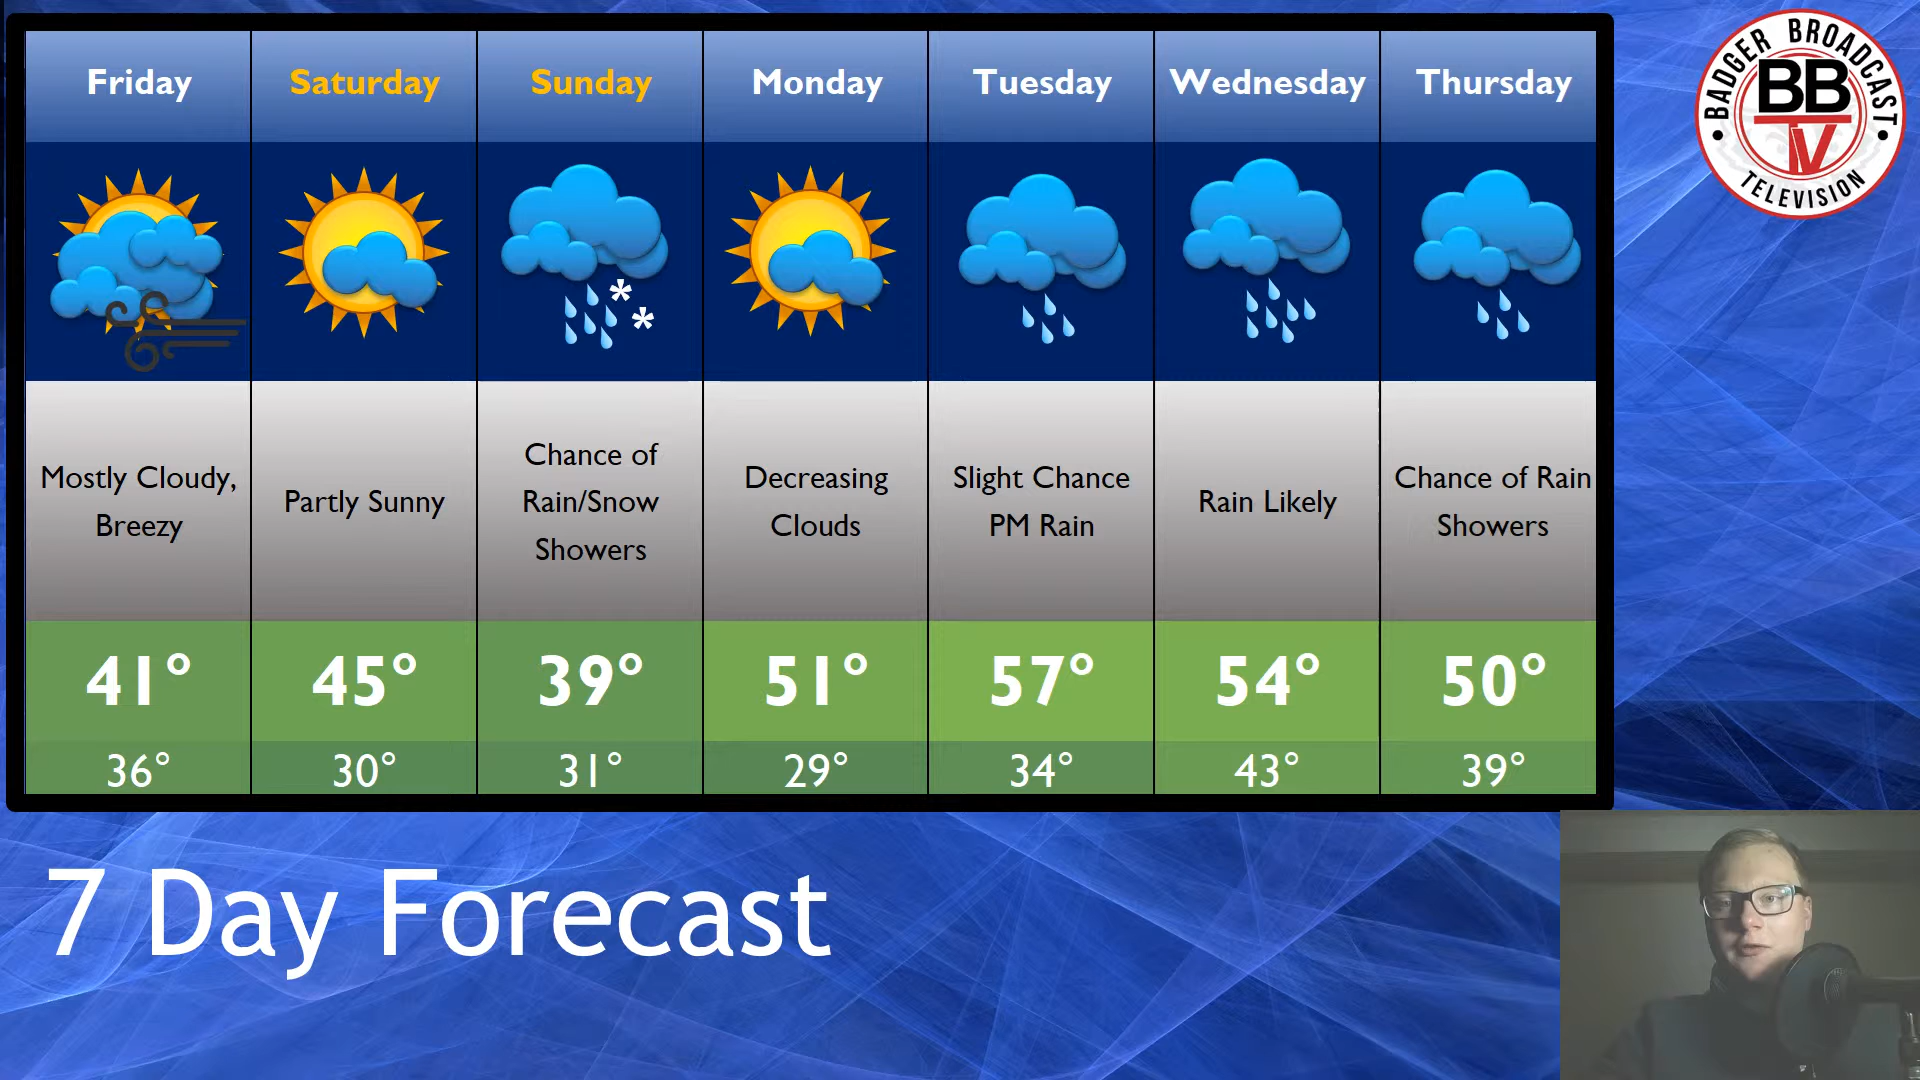 Friday
Saturday
Sunday
Monday
Tuesday
Wednesday
Thursday
Mostly Cloudy,
Breezy
Partly Sunny
Chance of
Rain/Snow
Showers
Decreasing
Clouds
Slight Chance
PM Rain
Rain Likely
Chance of Rain
Showers
41°
45°
39°
51°
57°
54°
50°
36°
30°
31°
29°
34°
43°
39°
7 Day Forecast
BADGER BROADCAST
BB
TV
TELEVISION